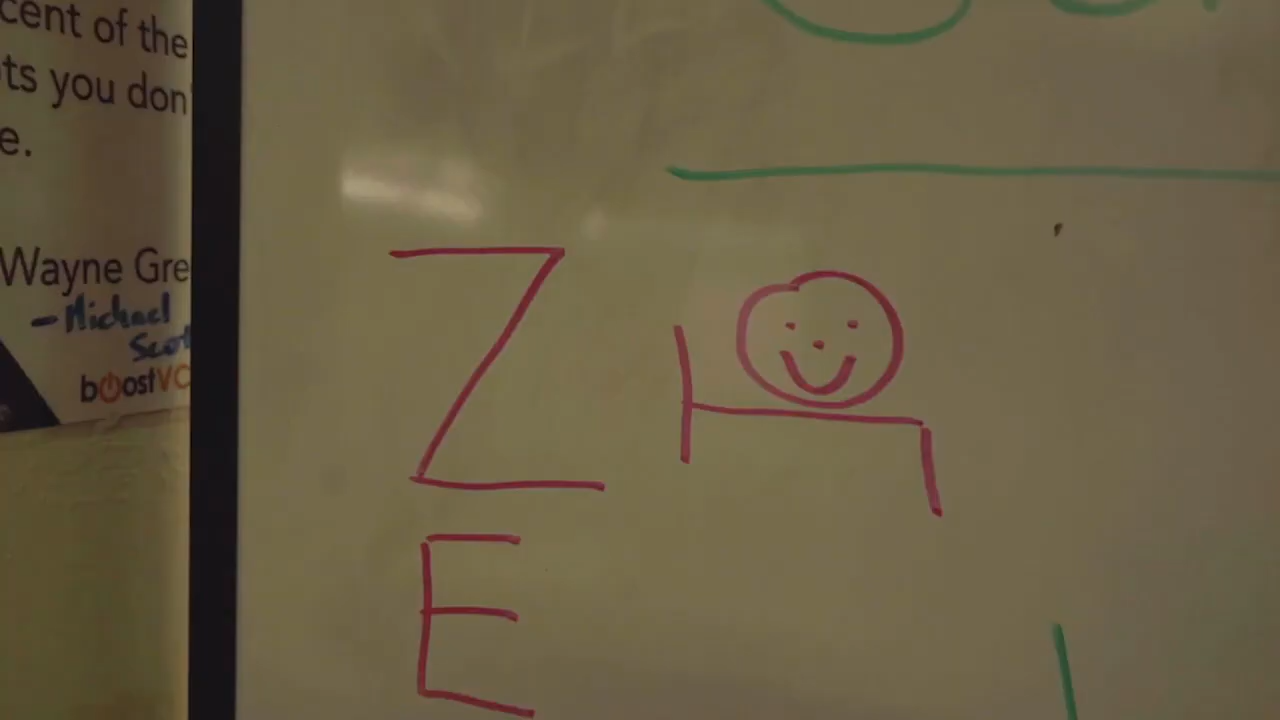 cent of the
ts you don
e.
Wayne Gre
- Michael
Scot
boostVC
Z
E